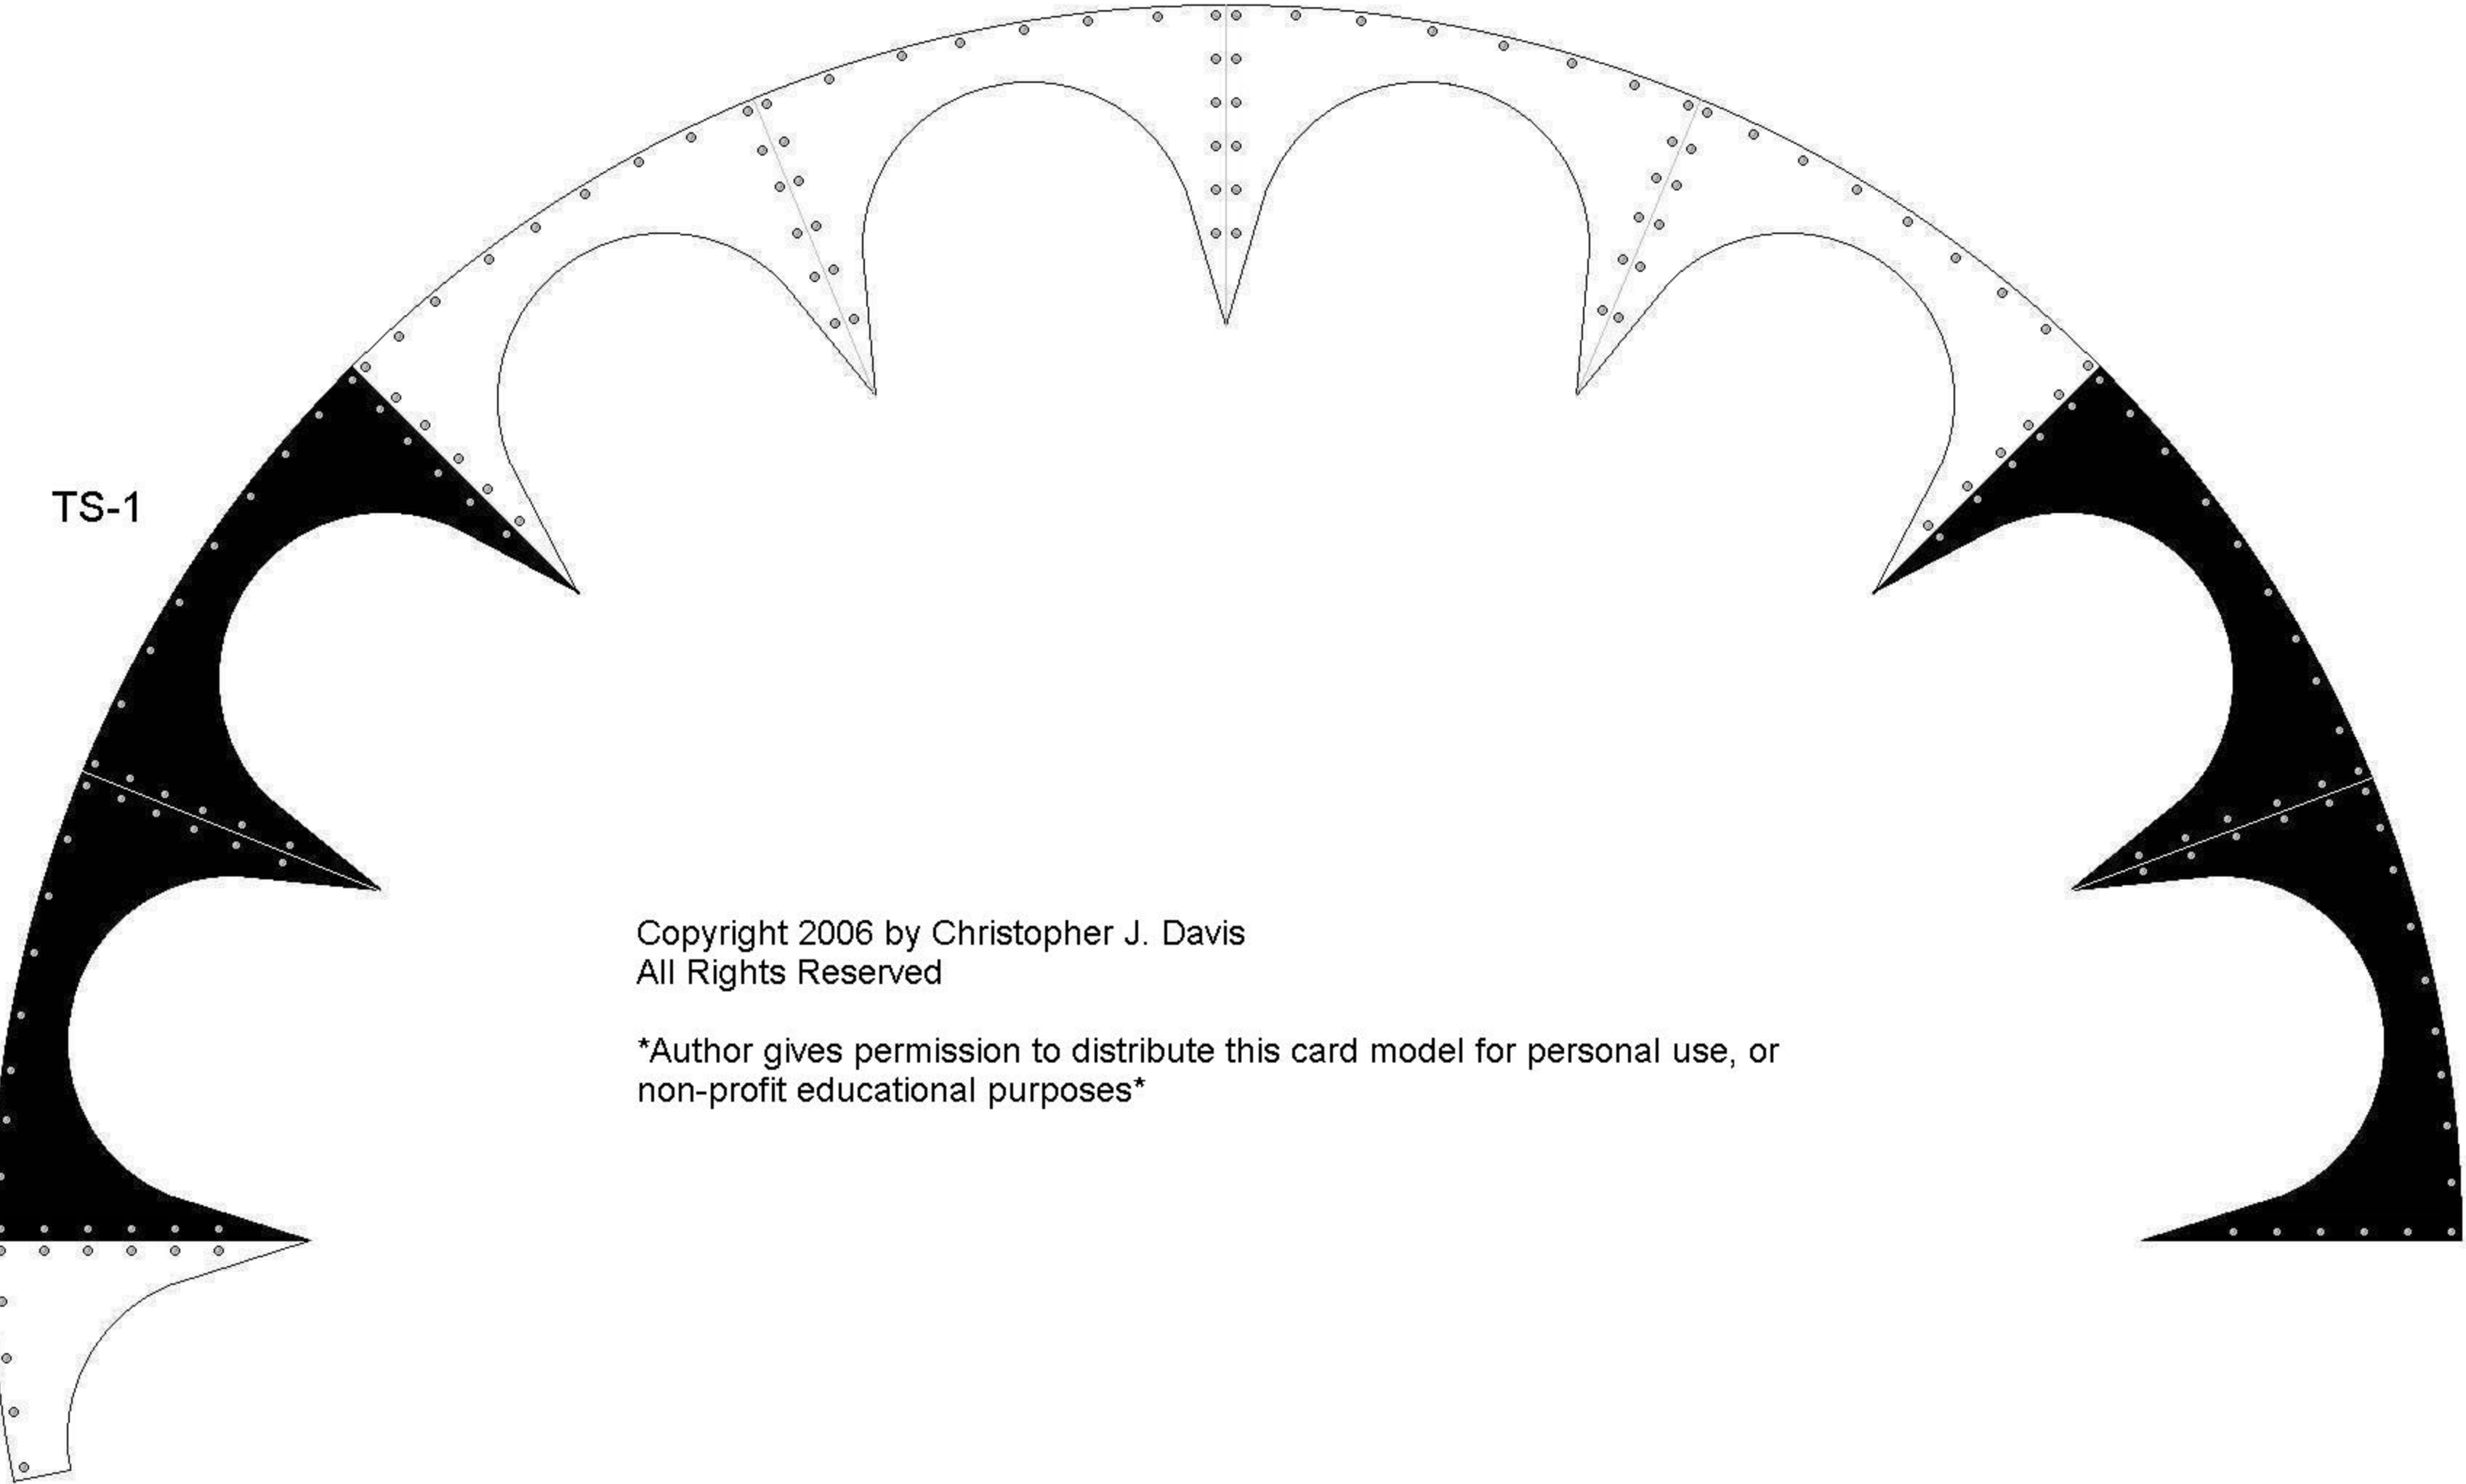 TS-1
Copyright 2006 by Christopher J. Davis
All Rights Reserved
*Author gives permission to distribute this card model for personal use, or
non-profit educational purposes*